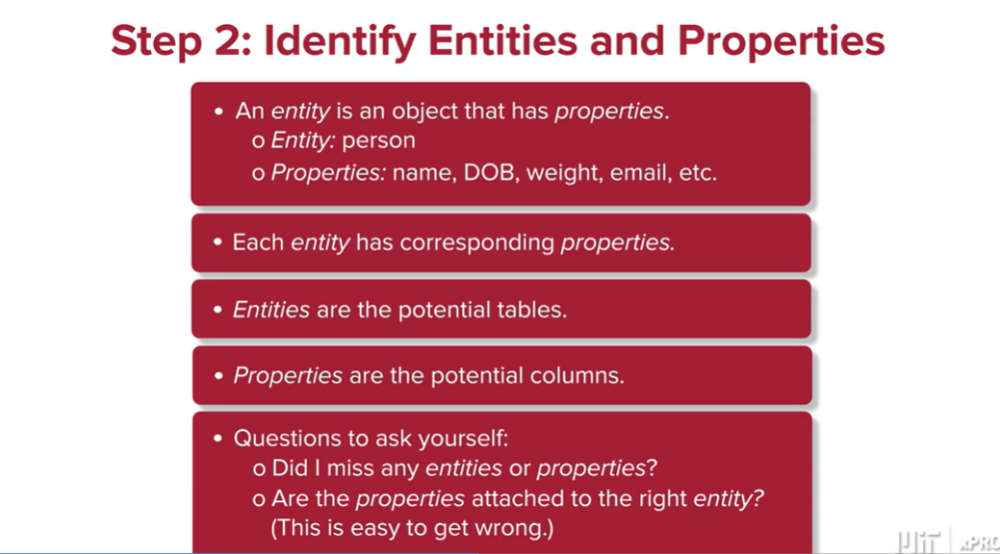 Step 2: Identify Entities and Properties
• An entity is an object that has properties.
o Entity: person
o Properties: name, DOB, weight, email, etc.
• Each entity has corresponding properties.
• Entities are the potential tables.
• Properties are the potential columns.
• Questions to ask yourself:
o Did I miss any entities or properties?
o Are the properties attached to the right entity?
(This is easy to get wrong.)
MIT | xPRO